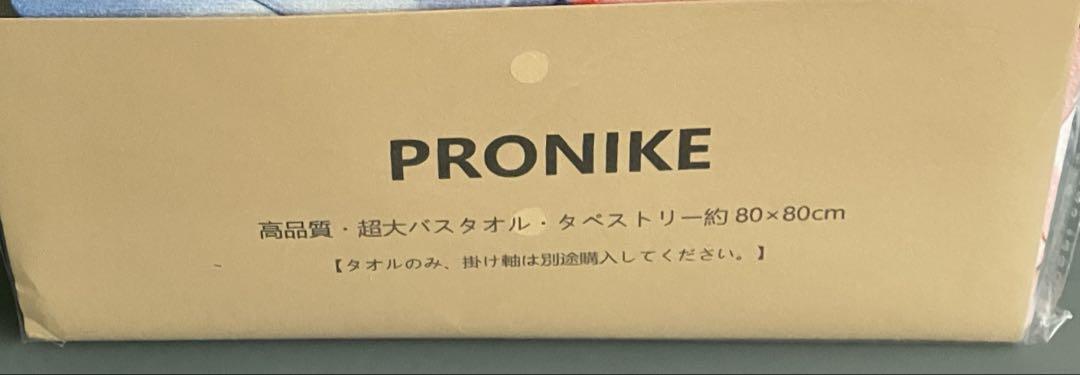 PRONIKE
高品質・超大バスタオル・タペストリー約 80×80cm
【タオルのみ、掛け軸は別途購入してください。】